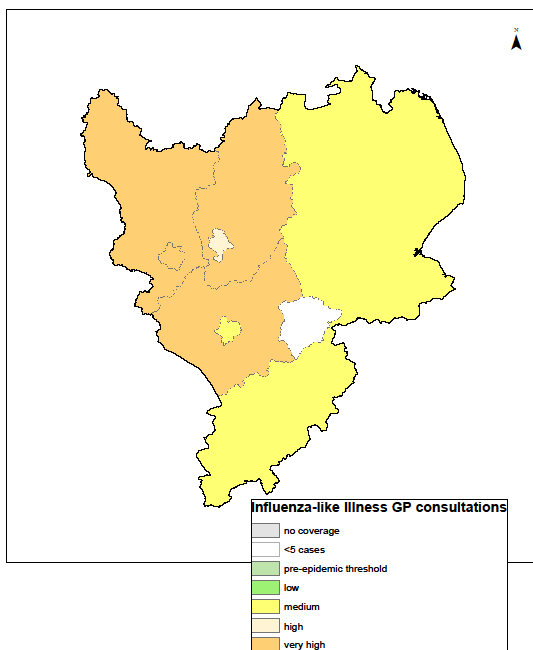 N
Influenza-like Illness GP consultations
no coverage
<5 cases
pre-epidemic threshold
low
medium
high
very high